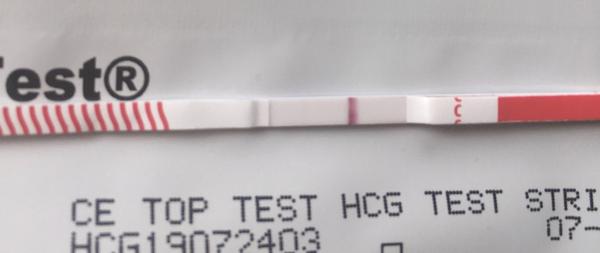 Test®
CE TOP TEST HCG TEST STRI
07-
HCG19072403